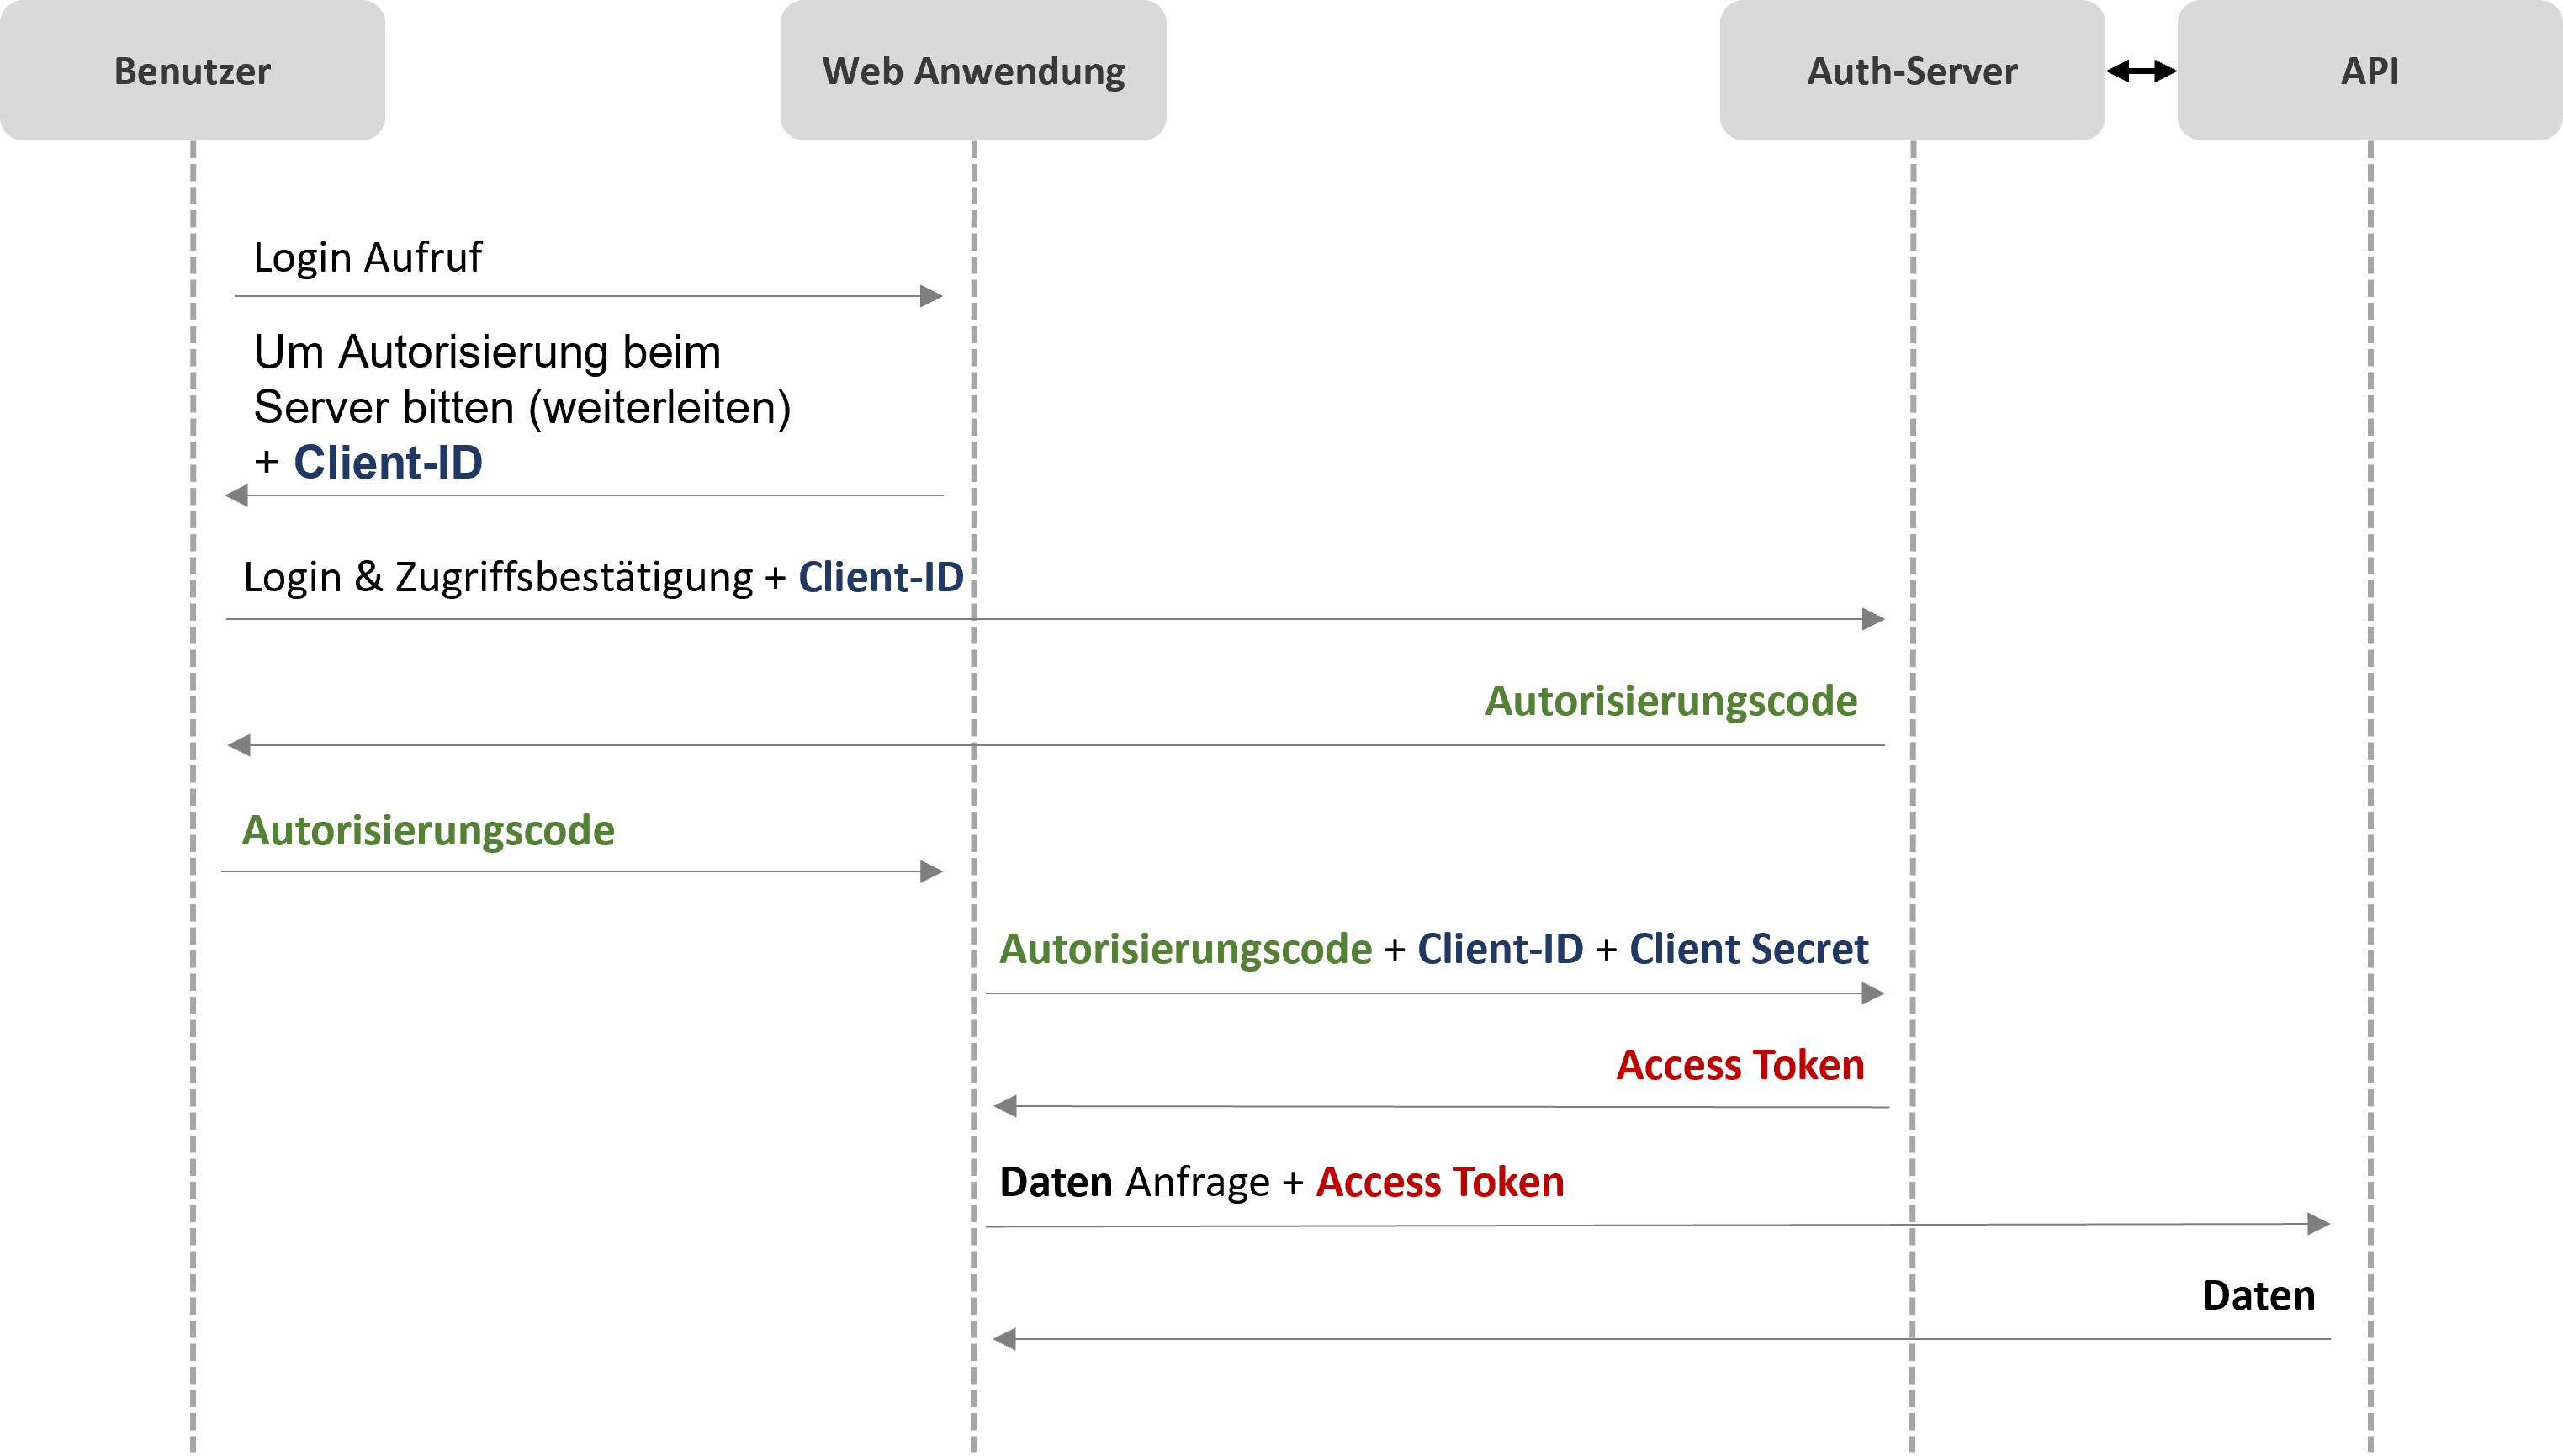 Benutzer
Web Anwendung
Auth-Server
API
Login Aufruf
Um Autorisierung beim
Server bitten (weiterleiten)
+ Client-ID
Login & Zugriffsbestätigung + Client-ID
Autorisierungscode
Autorisierungscode
Autorisierungscode + Client-ID + Client Secret
Access Token
Daten Anfrage + Access Token
Daten